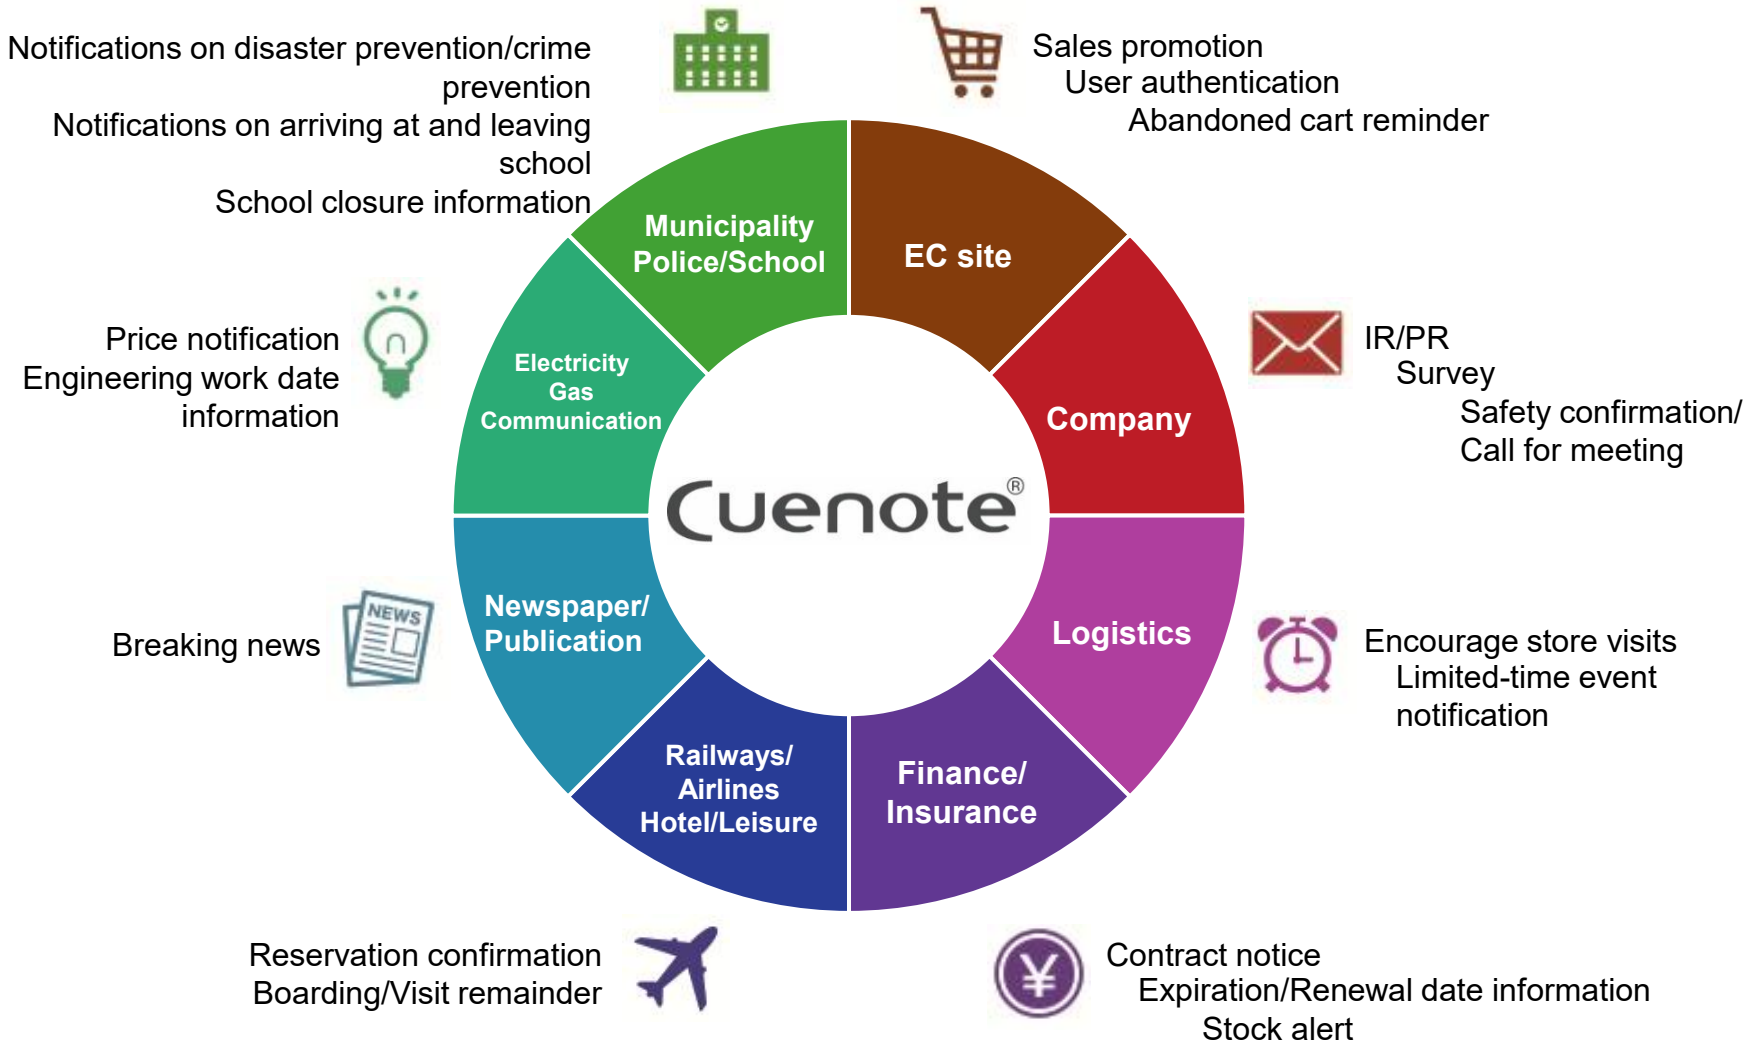 Notifications on disaster prevention/crime
prevention
Notifications on arriving at and leaving
school
School closure information
Sales promotion
User authentication
Abandoned cart reminder
Municipality
Police/School
EC site
Price notification
Engineering work date
information
Electricity
Gas
Communication
Company
IR/PR
Survey
Safety confirmation/
Call for meeting
Cuenote®
Breaking news
NEWS
Newspaper/
Publication
Logistics
Encourage store visits
Limited-time event
notification
Railways/
Airlines
Hotel/Leisure
Finance/
Insurance
Reservation confirmation
Boarding/Visit remainder
¥
Contract notice
Expiration/Renewal date information
Stock alert